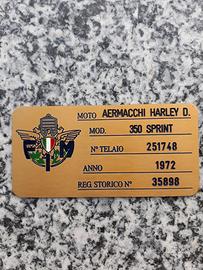 MOTO AERMACCHI HARLEY D.
MOD. 350 SPRINT
N° TELAIO 251748
ANNO 1972
REG. STORICO N° 35898